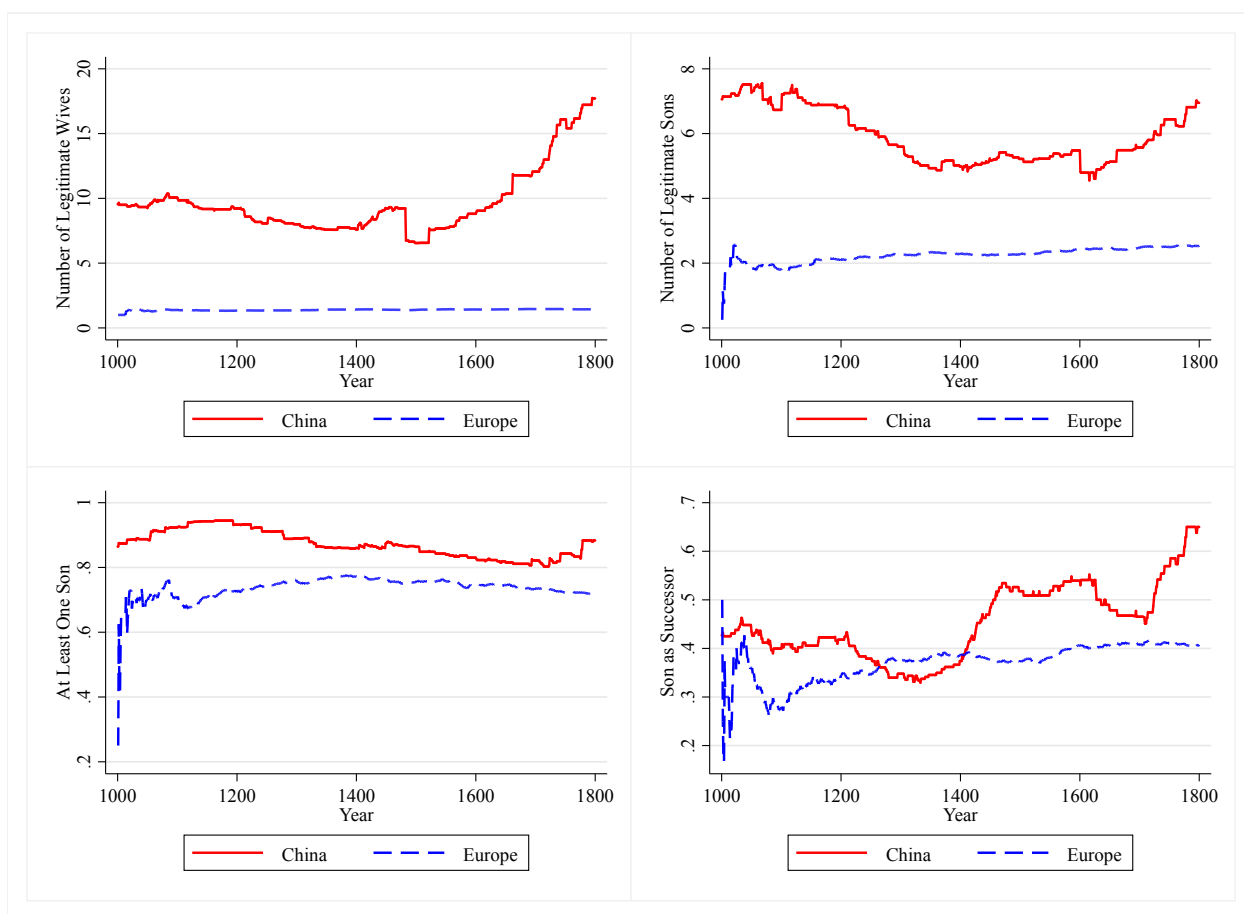 Number of Legitimate Wives
20
15
10
5
0
1000 1200 1400 1600 1800
Year
China Europe
Number of Legitimate Sons
8
6
4
2
0
1000 1200 1400 1600 1800
Year
China Europe
At Least One Son
1
.8
.6
.4
.2
1000 1200 1400 1600 1800
Year
China Europe
Son as Successor
.7
.6
.5
.4
.3
.2
1000 1200 1400 1600 1800
Year
China Europe